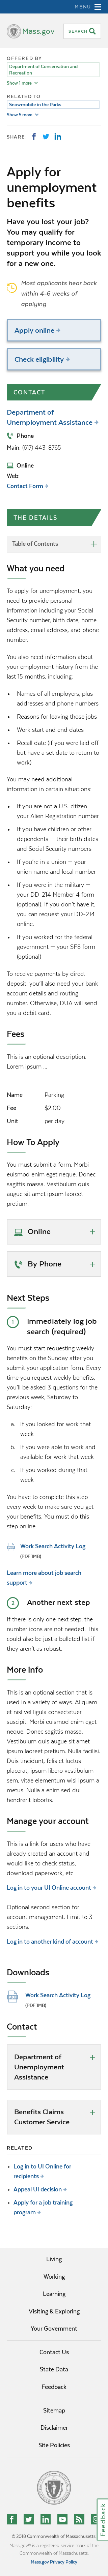 MENU
Mass.gov
SEARCH
OFFERED BY
Department of Conservation and
Recreation
Show 1 more
RELATED TO
Snowmobile in the Parks
Show 5 more
SHARE:
Apply for
unemployment
benefits
Have you lost your job?
You may qualify for
temporary income to
support you while you look
for a new one.
Most applicants hear back
within 4-6 weeks of
applying
Apply online
Check eligibility
CONTACT
Department of
Unemployment Assistance
Phone
Main: (617) 443-8765
Online
Web:
Contact Form
THE DETAILS
Table of Contents
What you need
To apply for unemployment, you
need to provide personal
information including your Social
Security number, birth date, home
address, email address, and phone
number.
You also need information about
your employment history from the
last 15 months, including:
Names of all employers, plus
addresses and phone numbers
Reasons for leaving those jobs
Work start and end dates
Recall date (if you were laid off
but have a set date to return to
work)
You may need additional
information in certain situations:
If you are not a U.S. citizen —
your Alien Registration number
If you have children or other
dependents — their birth dates
and Social Security numbers
If you're in a union — your
union name and local number
If you were in the military —
your DD-214 Member 4 form
(optional). If you don't have it,
you can request your DD-214
online.
If you worked for the federal
government — your SF8 form
(optional)
To receive payments by direct
deposit, you'll also need your bank
account details and routing
number. Otherwise, DUA will send
you a debit card.
Fees
This is an optional description.
Lorem ipsum ...
Name Parking
Fee $2.00
Unit per day
How To Apply
You must submit a form. Morbi
euismod enim eget neque. Donec
sagittis massa. Vestibulum quis
augue sit amet ipsum laoreet
pretium.
Online
By Phone
Next Steps
1 Immediately log job
search (required)
You must start requesting weekly
benefits on the Sunday after you
submit your application. You must
complete the following steps each
week to be eligible for the 3
previous week, Saturday to
Saturday.
a. If you looked for work that
week
b. If you were able to work and
available for work that week
c. If you worked during that
week
You have to complete this step
every week to make sure you get
your benefits. You must do this
step online.
Work Search Activity Log
(PDF 1MB)
Learn more about job search
support
2 Another next step
If there is only one next step, no
number icons are needed. This is
not an optional field.
More info
This is an optional section that is
used in a variety of ways. Aliquam
erat nisl sit amet ligula
consectetuer vestibulum tristique
lectus. Morbi euismod enim eget
neque. Donec sagittis massa.
Vestibulum quis augue sit amet
ipsum laoreet pretium. Nulla facilisi.
Duis tincidunt, felis et luctus
placerat, ipsum libero vestibulum
sem, vitae elementum wisi ipsum a
metus. Nulla a enim sed dui
hendrerit lobortis.
Manage your account
This is a link for users who have
already created an account and
would like to check their status,
download paperwork, etc
Log in to your UI Online account
Optional second section for
account management. Limit to 3
sections.
Log in to another kind of account
Downloads
Work Search Activity Log
(PDF 1MB)
Contact
Department of
Unemployment
Assistance
Benefits Claims
Customer Service
RELATED
Log in to UI Online for
recipients
Appeal UI decision
Apply for a job training
program
Living
Working
Learning
Visiting & Exploring
Your Government
Contact Us
State Data
Feedback
Sitemap
Disclaimer
Site Policies
Feedback
© 2018 Commonwealth of Massachusetts.
Mass.gov® is a registered service mark of the
Commonwealth of Massachusetts.
Mass.gov Privacy Policy